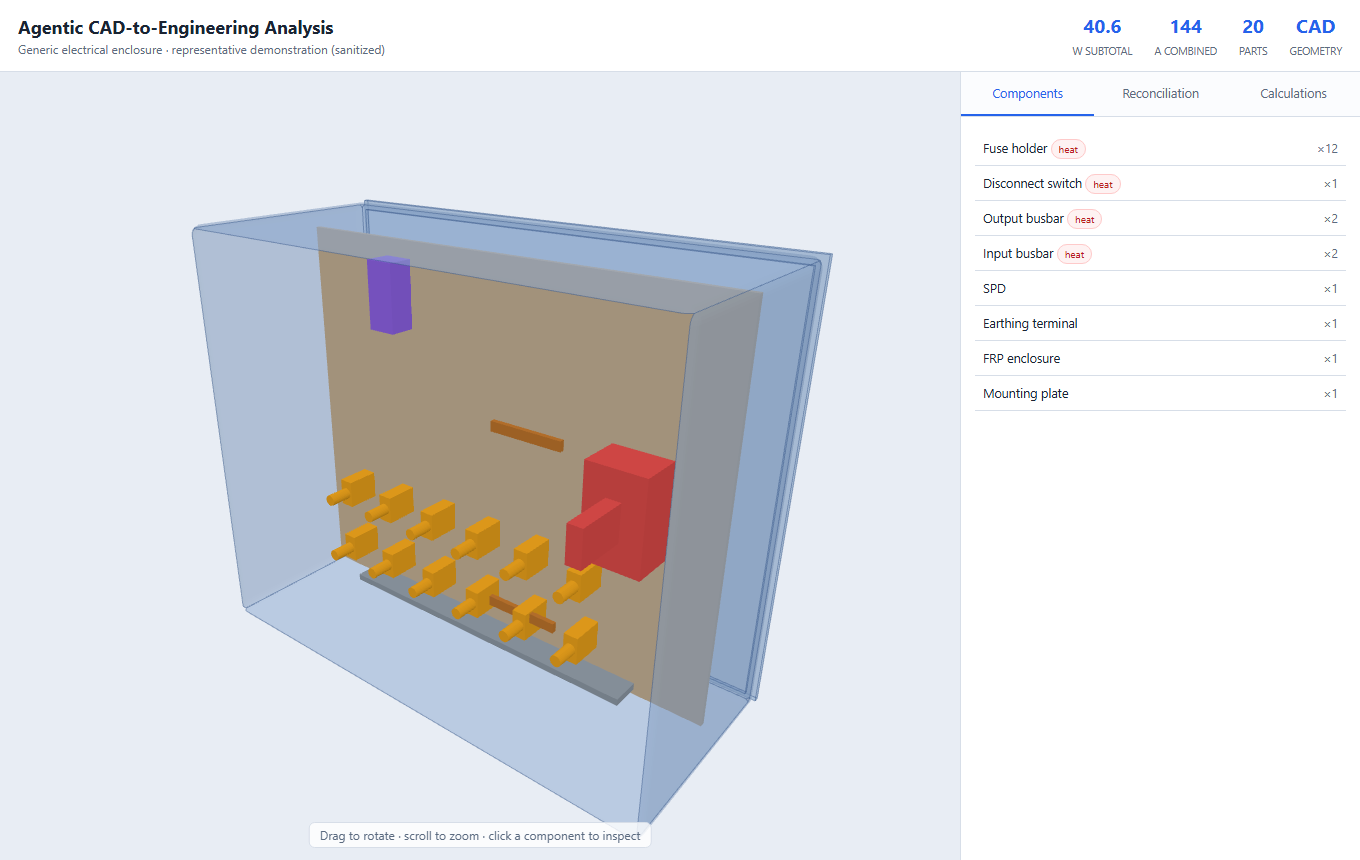 Agentic CAD-to-Engineering Analysis
Generic electrical enclosure · representative demonstration (sanitized)
40.6 144 20 CAD
W SUBTOTAL A COMBINED PARTS GEOMETRY
Components Reconciliation Calculations
Fuse holder heat ×12
Disconnect switch heat ×1
Output busbar heat ×2
Input busbar heat ×2
SPD ×1
Earthing terminal ×1
FRP enclosure ×1
Mounting plate ×1
Drag to rotate · scroll to zoom · click a component to inspect